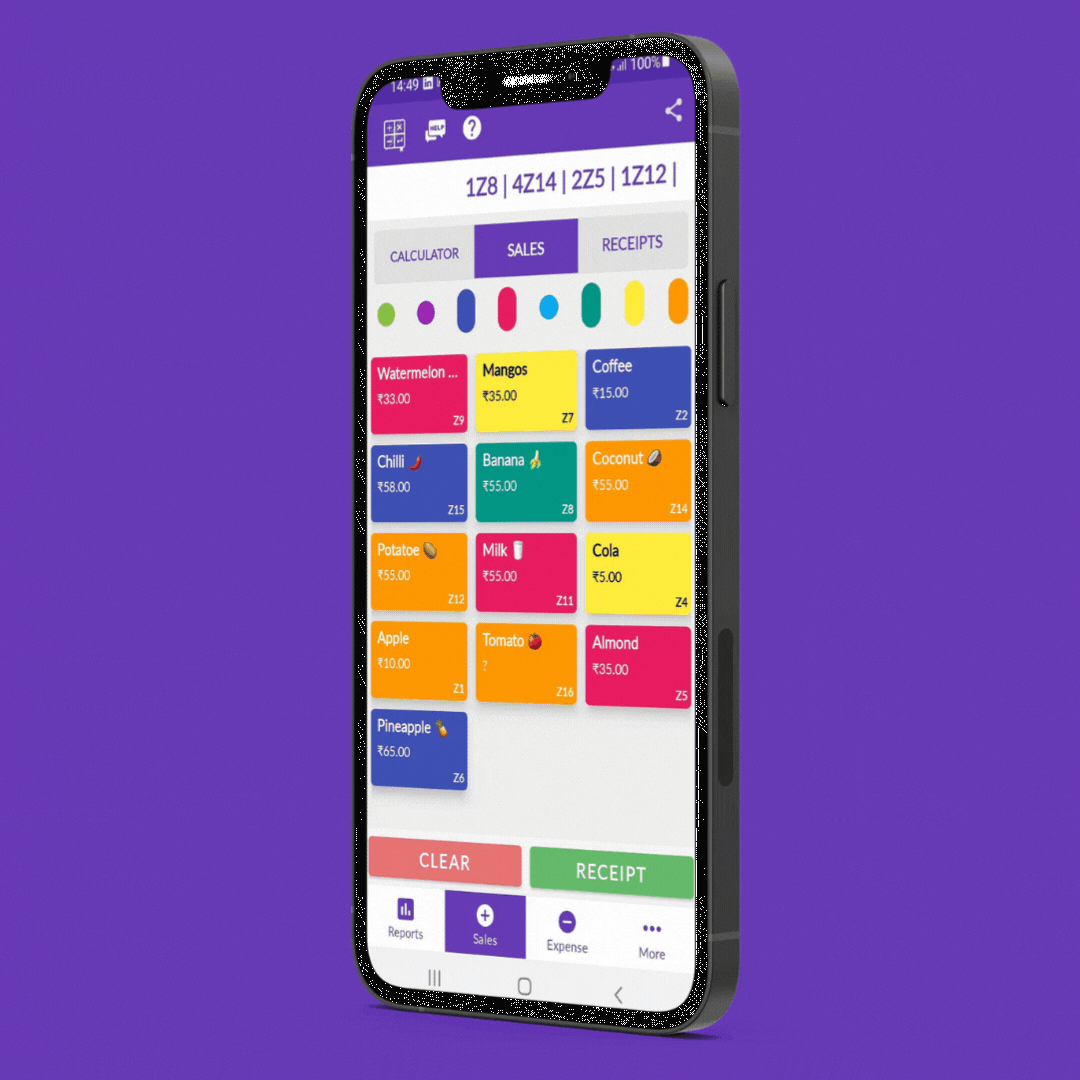 14:49 in 100%
HELP ?
1Z8 | 4Z14 | 2Z5 | 1Z12 |
CALCULATOR SALES RECEIPTS
Watermelon ... Mangos Coffee
₹33.00 ₹35.00 ₹15.00
Z9 Z7 Z2
Chilli 🌶️ Banana 🍌 Coconut 🥥
₹58.00 ₹55.00 ₹55.00
Z15 Z8 Z14
Potatoe 🥔 Milk 🥛 Cola
₹55.00 ₹55.00 ₹5.00
Z12 Z11 Z4
Apple Tomato 🍅 Almond
₹10.00 ? ₹35.00
Z1 Z16 Z5
Pineapple 🍍
₹65.00
Z6
CLEAR RECEIPT
Reports Sales Expense More